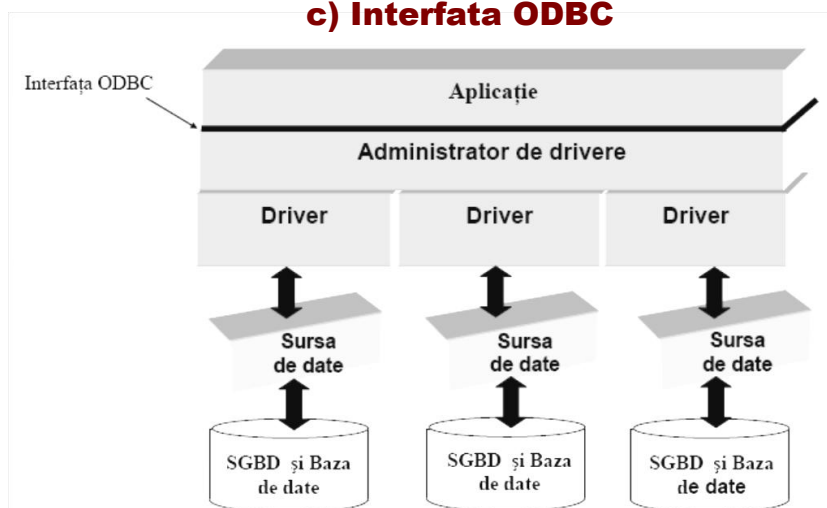 c) Interfata ODBC
Interfața ODBC
Aplicație
Administrator de drivere
Driver
Driver
Driver
Sursa
de date
Sursa
de date
Sursa
de date
SGBD și Baza
de date
SGBD și Baza
de date
SGBD și Baza
de date